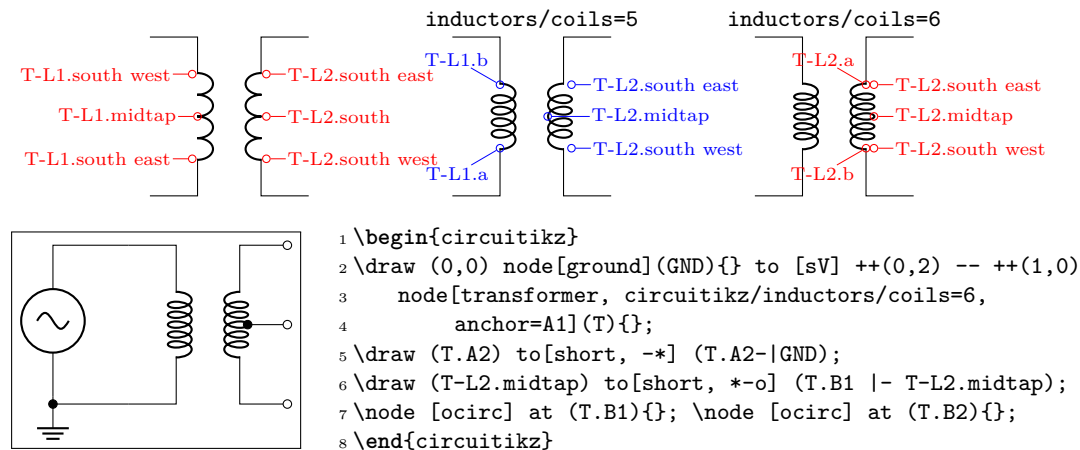 inductors/coils=5
inductors/coils=6
T-L1.south west
T-L1.midtap
T-L1.south east
T-L2.south east
T-L2.south
T-L2.south west
T-L1.b
T-L1.a
T-L2.south east
T-L2.midtap
T-L2.south west
T-L2.a
T-L2.b
T-L2.south east
T-L2.midtap
T-L2.south west
1 \begin{circuitikz}
2 \draw (0,0) node[ground](GND){} to [sV] ++(0,2) -- ++(1,0)
3 node[transformer, circuitikz/inductors/coils=6,
4 anchor=A1](T){};
5 \draw (T.A2) to[short, -*] (T.A2-|GND);
6 \draw (T-L2.midtap) to[short, *-o] (T.B1 |- T-L2.midtap);
7 \node [ocirc] at (T.B1){}; \node [ocirc] at (T.B2){};
8 \end{circuitikz}